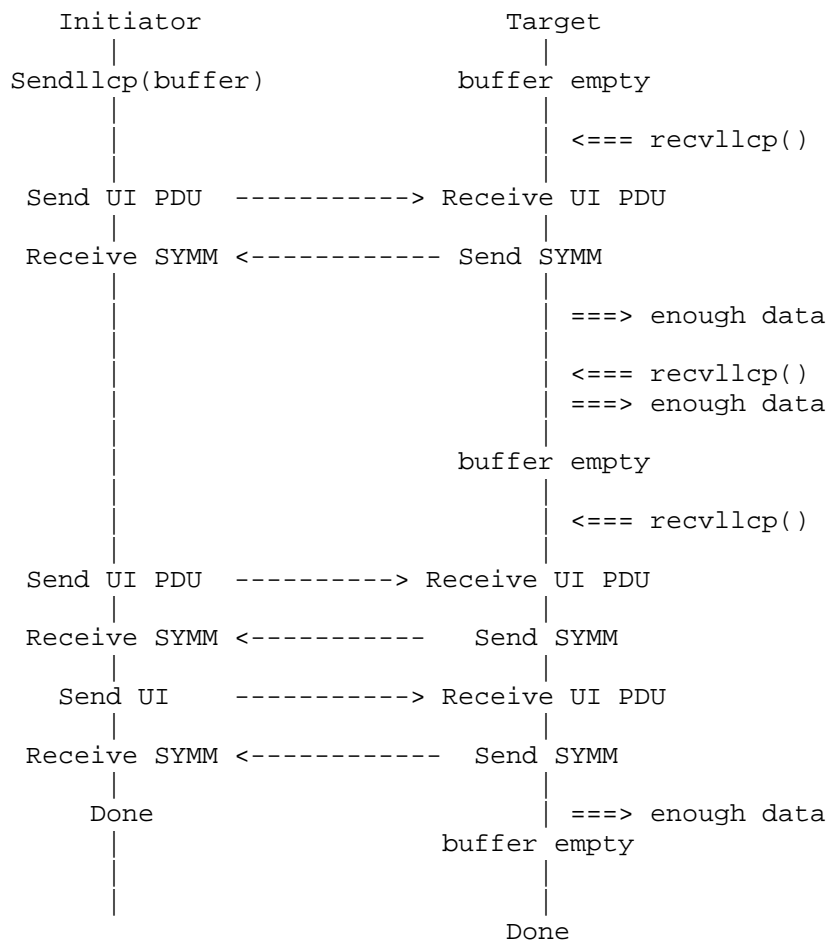 Initiator Target
Sendllcp(buffer) buffer empty
<=== recvllcp()
Send UI PDU -----------> Receive UI PDU
Receive SYMM <------------ Send SYMM
===> enough data
<=== recvllcp()
===> enough data
buffer empty
<=== recvllcp()
Send UI PDU ----------> Receive UI PDU
Receive SYMM <----------- Send SYMM
Send UI -----------> Receive UI PDU
Receive SYMM <------------ Send SYMM
Done ===> enough data
buffer empty
Done